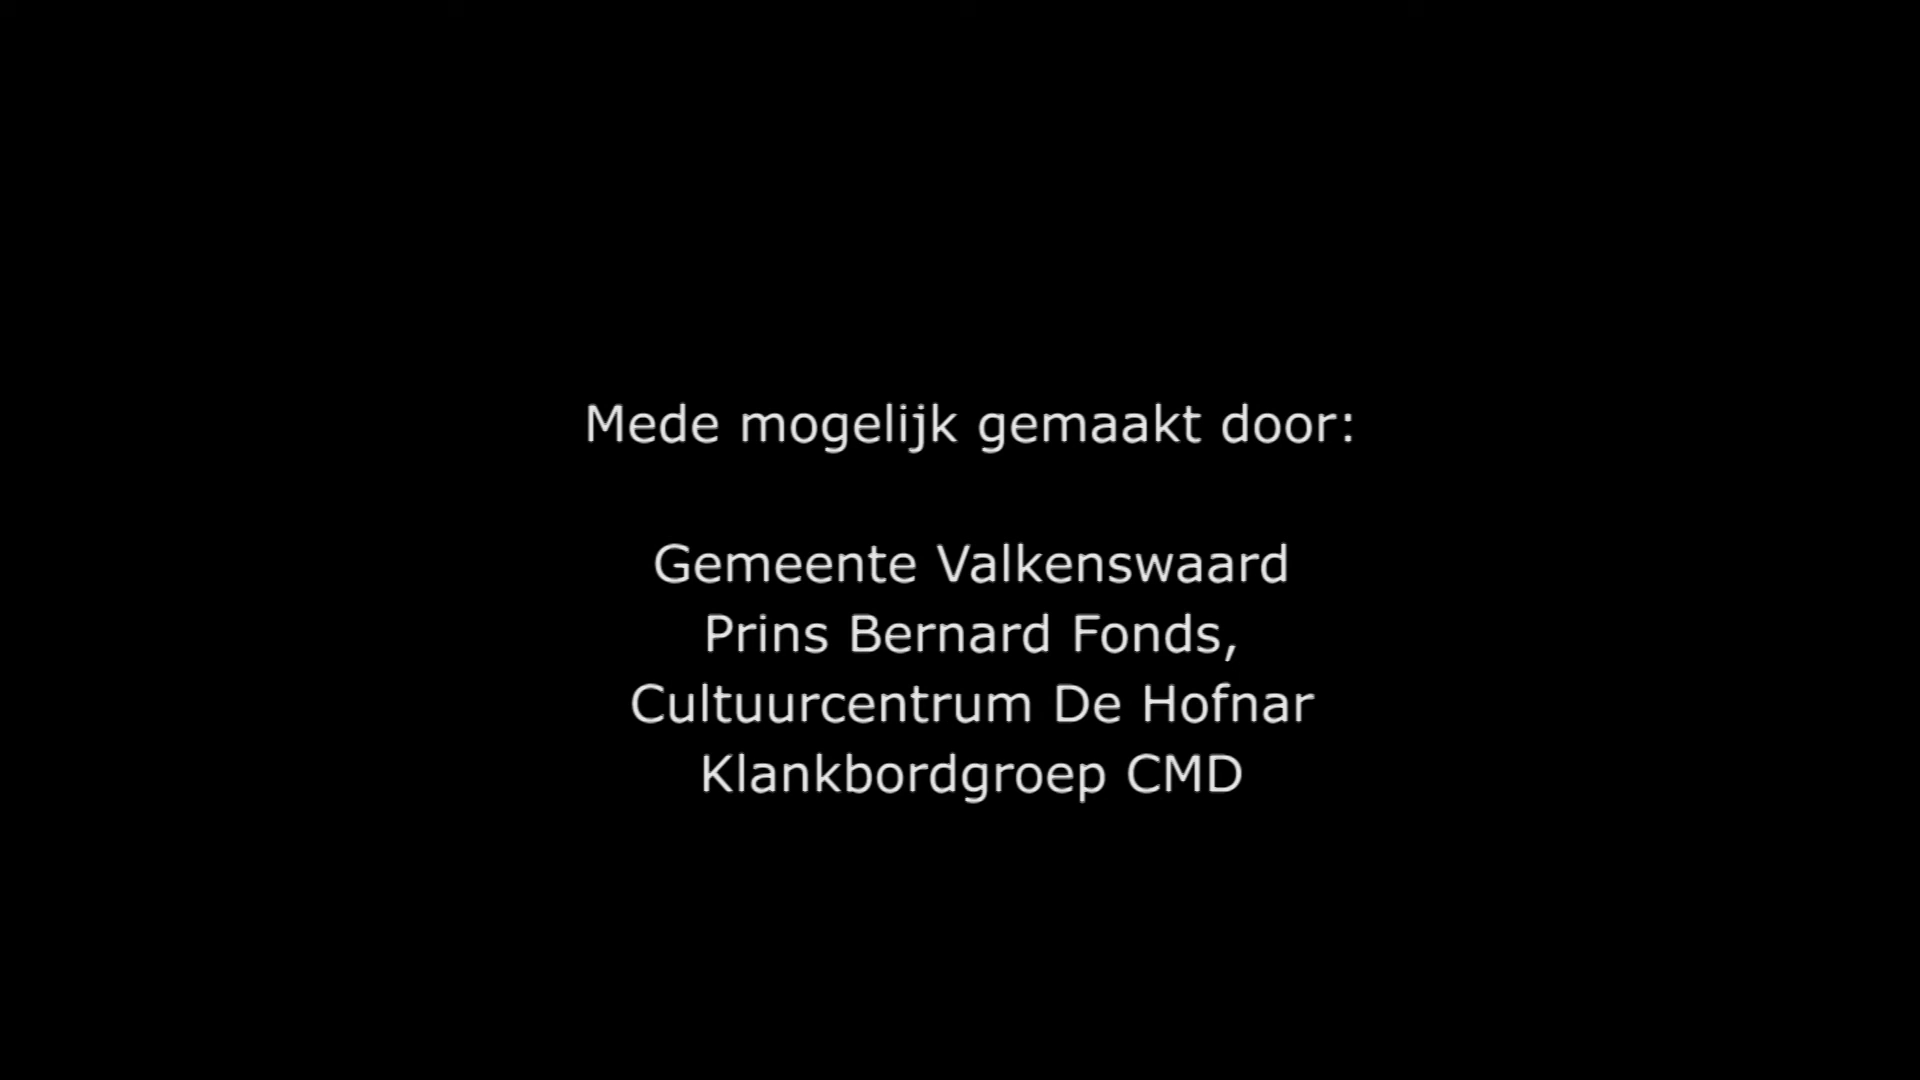 Mede mogelijk gemaakt door:
Gemeente Valkenswaard
Prins Bernard Fonds,
Cultuurcentrum De Hofnar
Klankbordgroep CMD